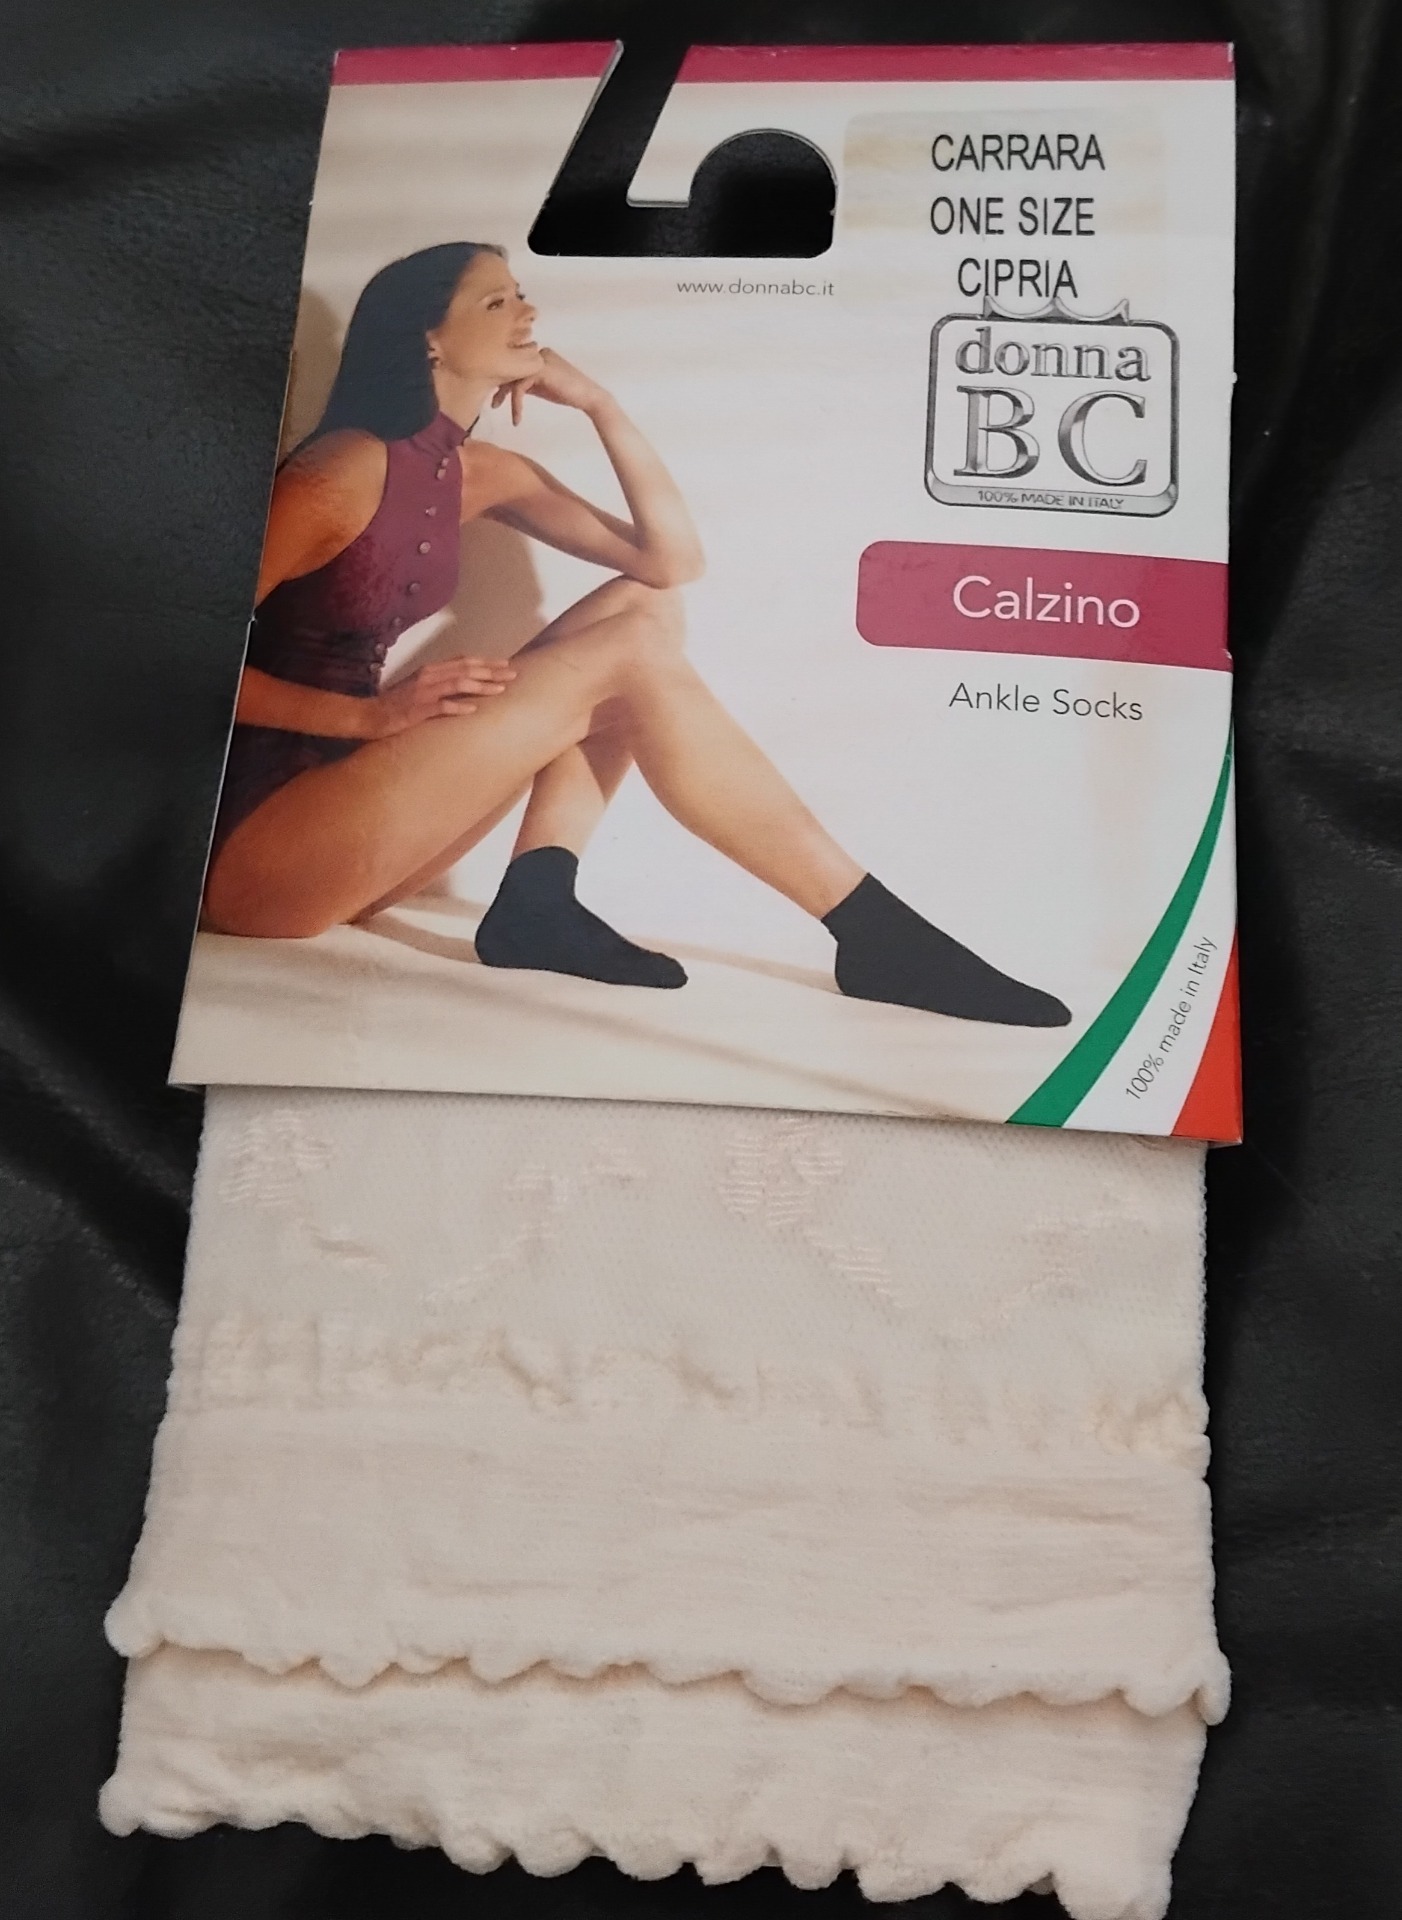 CARRARA
ONE SIZE
CIPRIA
www.donnabc.it
donna
BC
100% MADE IN ITALY
Calzino
Ankle Socks
100% made in Italy